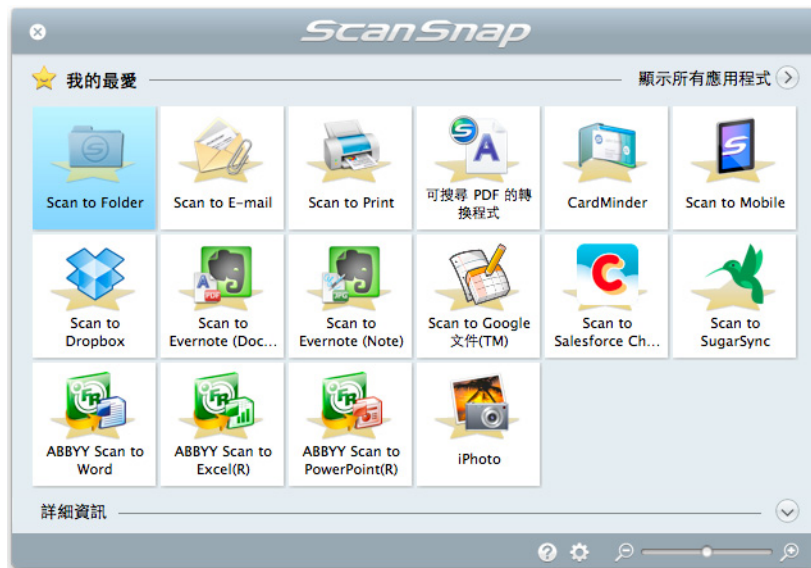 ScanSnap
我的最愛
顯示所有應用程式
Scan to Folder
Scan to E-mail
Scan to Print
可搜尋 PDF 的轉
換程式
CardMinder
Scan to Mobile
Scan to
Dropbox
Scan to
Evernote (Doc...
Scan to
Evernote (Note)
Scan to Google
文件(TM)
Scan to
Salesforce Ch...
Scan to
SugarSync
ABBYY Scan to
Word
ABBYY Scan to
Excel(R)
ABBYY Scan to
PowerPoint(R)
iPhoto
詳細資訊